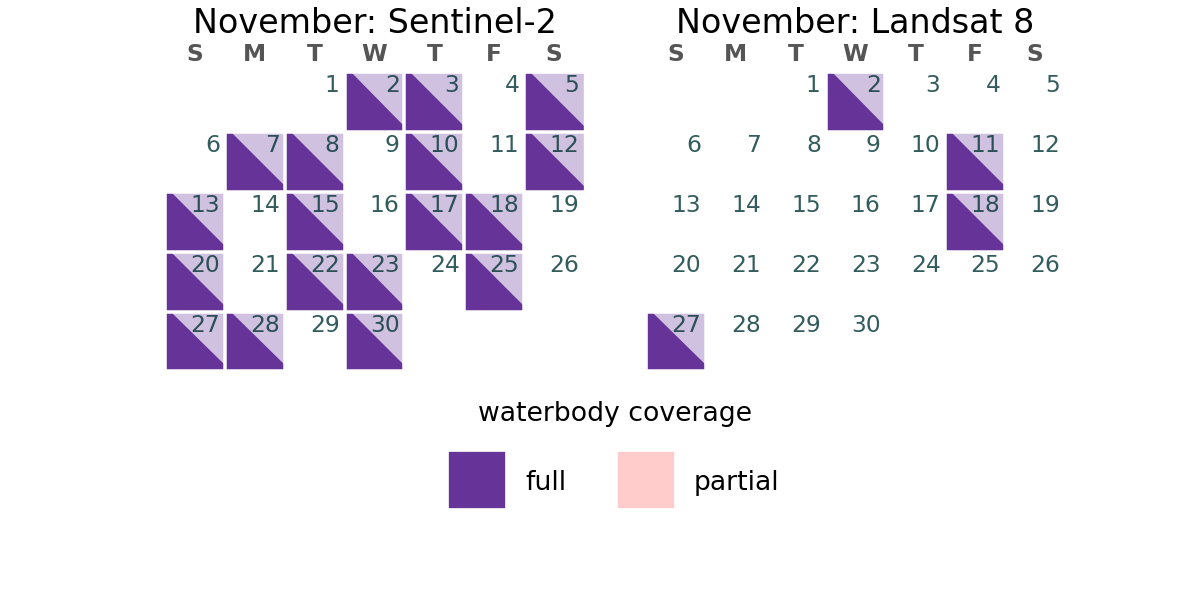 November: Sentinel-2
S M T W T F S
1 2 3 4 5
6 7 8 9 10 11 12
13 14 15 16 17 18 19
20 21 22 23 24 25 26
27 28 29 30
November: Landsat 8
S M T W T F S
1 2 3 4 5
6 7 8 9 10 11 12
13 14 15 16 17 18 19
20 21 22 23 24 25 26
27 28 29 30
waterbody coverage
full partial